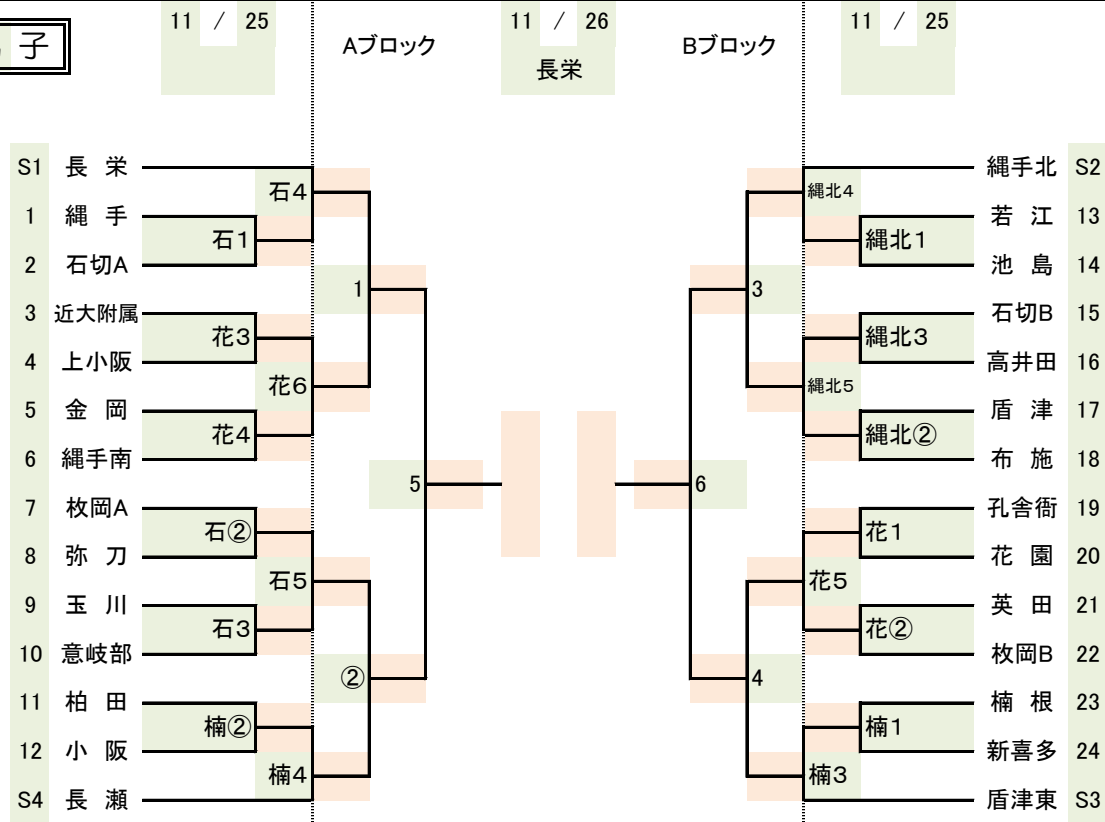 子
11 / 25
Aブロック
11 / 26
長栄
Bブロック
11 / 25
S1 長 栄
1 縄 手
2 石切A
3 近大附属
4 上小阪
5 金 岡
6 縄手南
7 枚岡A
8 弥 刀
9 玉 川
10 意岐部
11 柏 田
12 小 阪
S4 長 瀬
石4
石1
花3
花6
花4
石②
石5
石3
楠②
楠4
1
②
5
6
3
4
縄北4
縄北1
縄北3
縄北5
縄北②
花1
花5
花②
楠1
楠3
縄手北 S2
若 江 13
池 島 14
石切B 15
高井田 16
盾 津 17
布 施 18
孔舎衙 19
花 園 20
英 田 21
枚岡B 22
楠 根 23
新喜多 24
盾津東 S3